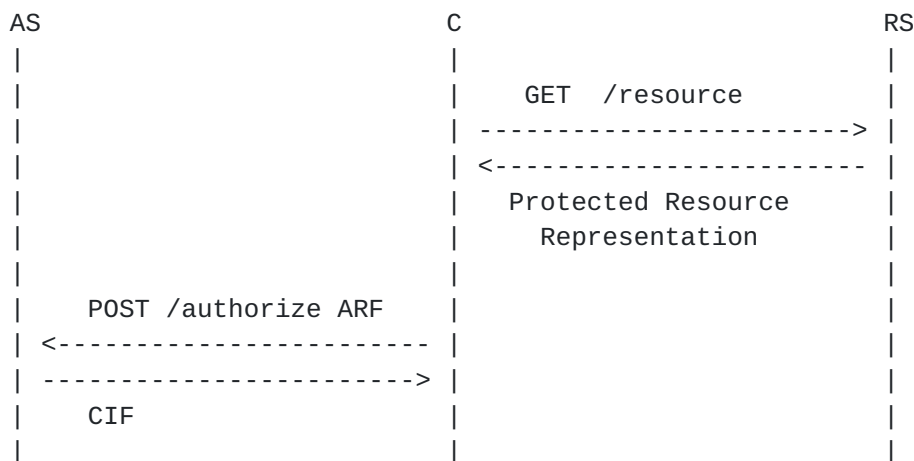 AS C RS
GET /resource
Protected Resource
Representation
POST /authorize ARF
CIF